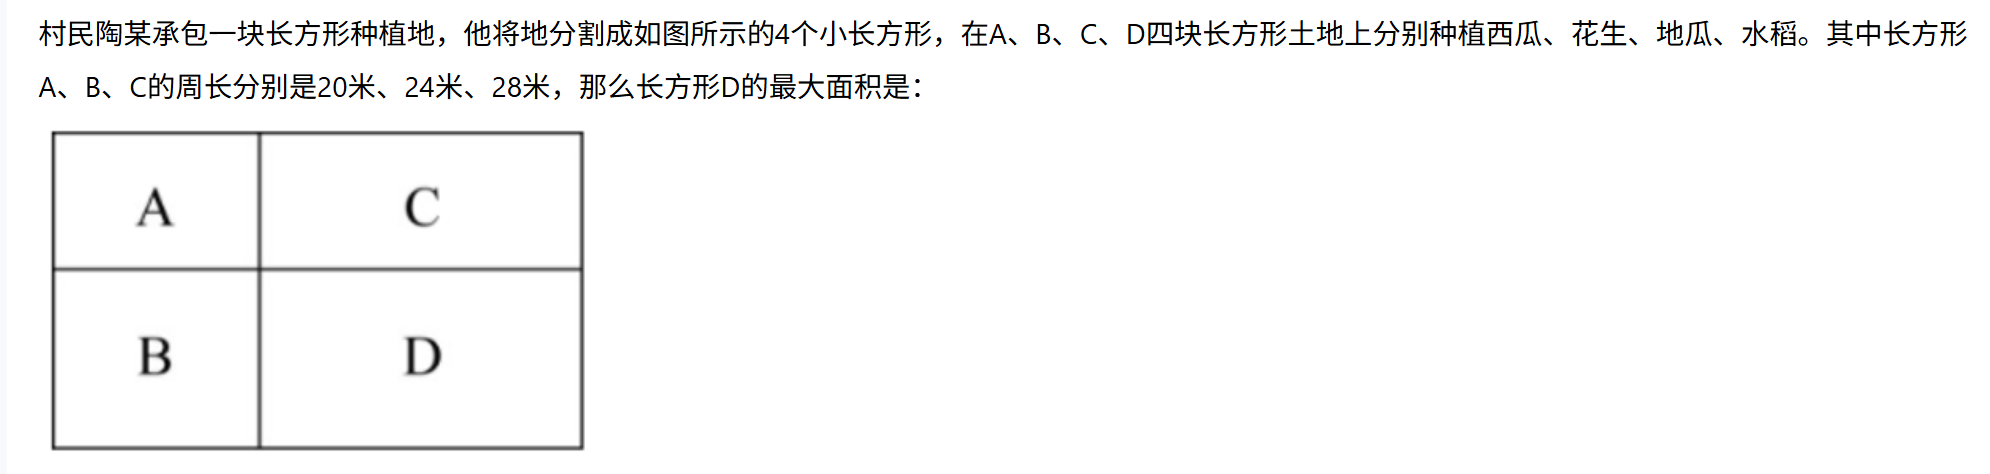 村民陶某承包一块长方形种植地，他将地分割成如图所示的4个小长方形，在A、B、C、D四块长方形土地上分别种植西瓜、花生、地瓜、水稻。其中长方形
A、B、C的周长分别是20米、24米、28米，那么长方形D的最大面积是：
A C
B D